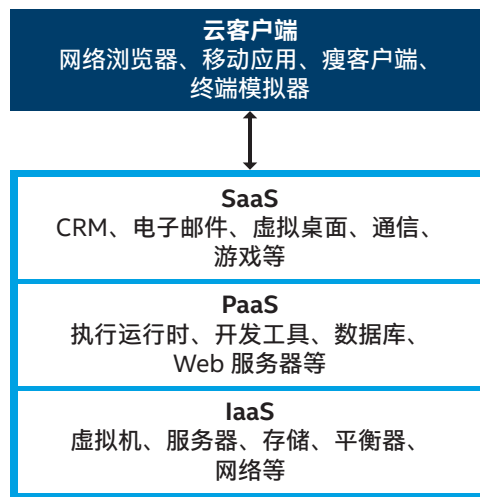 云客户端
网络浏览器、移动应用、瘦客户端、
终端模拟器
SaaS
CRM、电子邮件、虚拟桌面、通信、
游戏等
PaaS
执行运行时、开发工具、数据库、
Web 服务器等
IaaS
虚拟机、服务器、存储、平衡器、
网络等